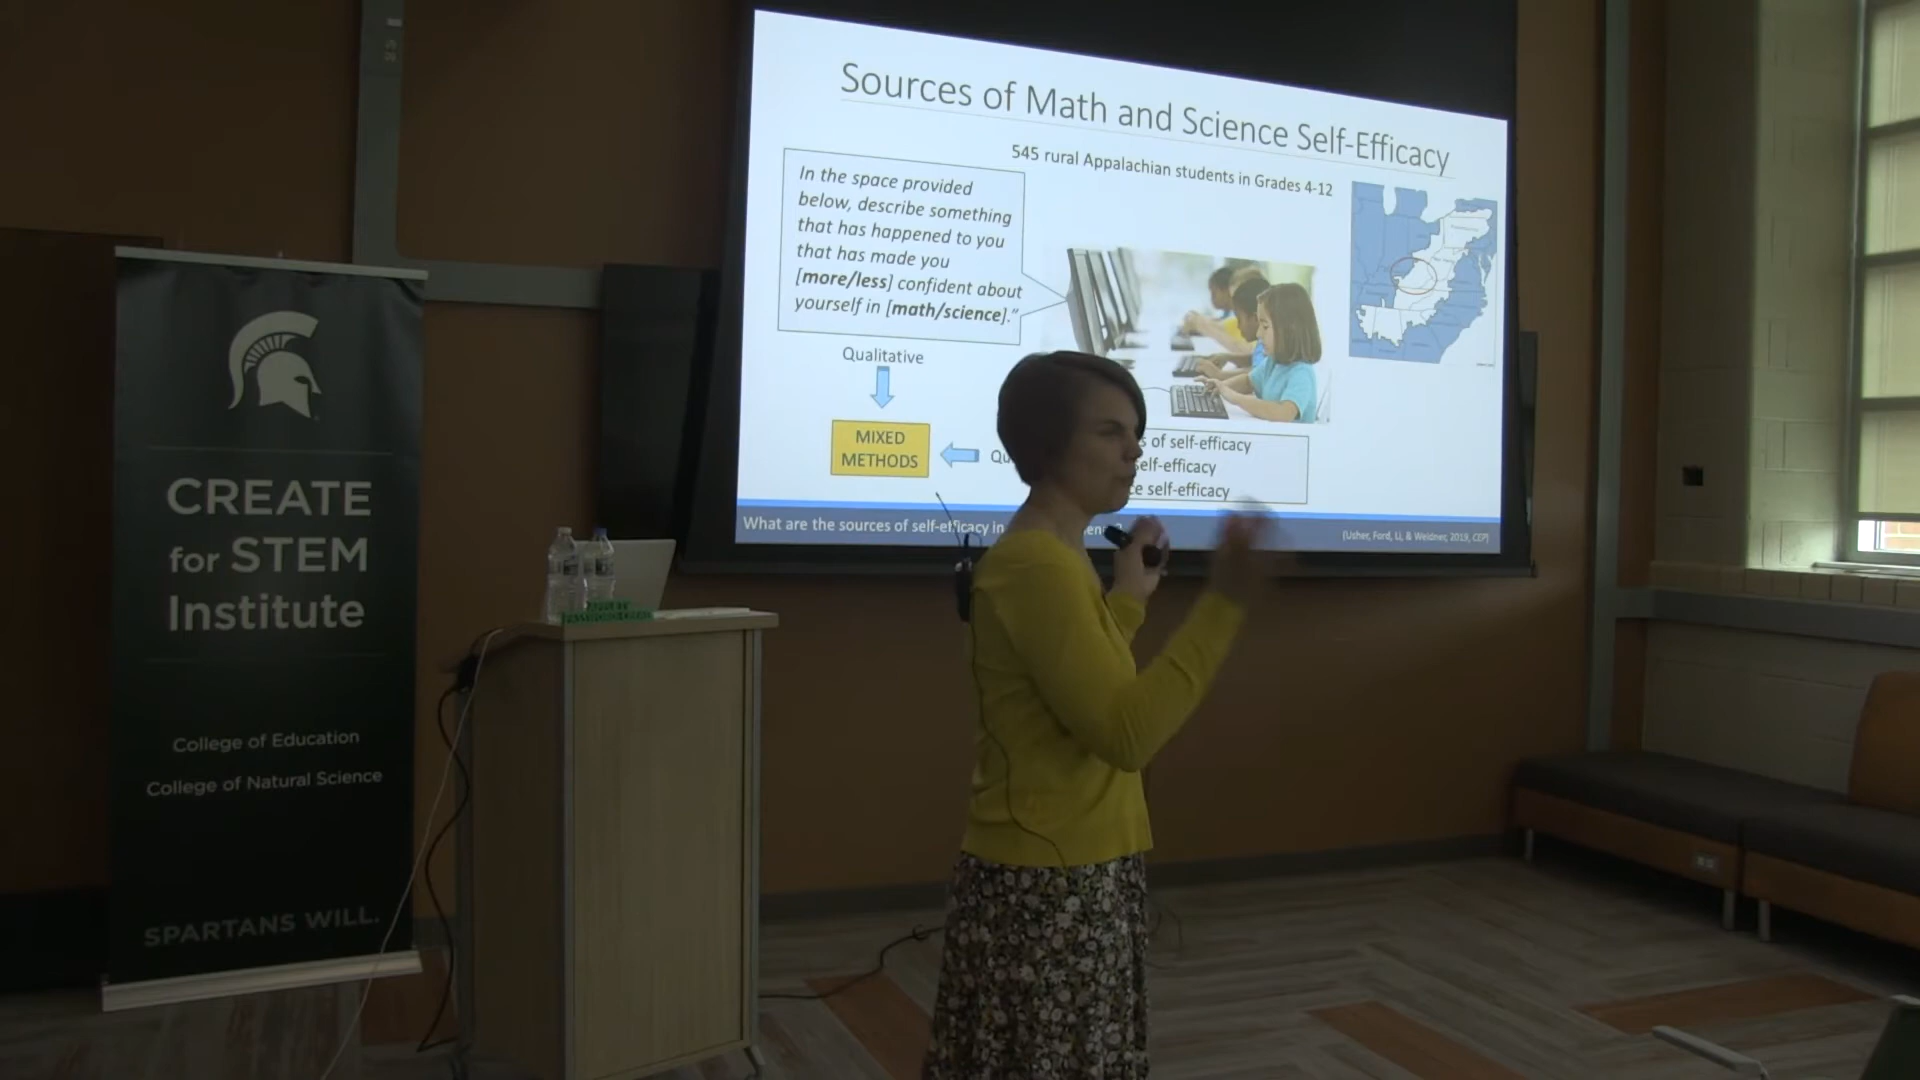 Sources of Math and Science Self-Efficacy
545 rural Appalachian students in Grades 4-12
In the space provided
below, describe something
that has happened to you
that has made you
[more/less] confident about
yourself in [math/science]."
Qualitative
MIXED
METHODS
of self-efficacy
self-efficacy
self-efficacy
What are the sources of self-efficacy in
(Usher, Ford, Li, & Weidner, 2019, CEP)
CREATE
for STEM
Institute
College of Education
College of Natural Science
SPARTANS WILL.